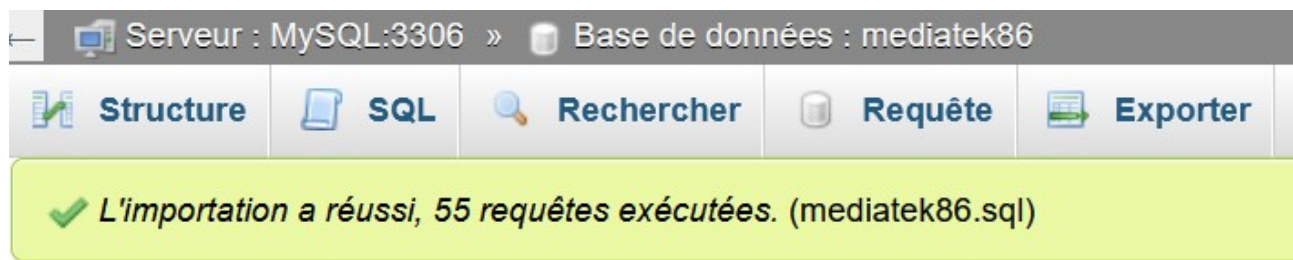 Serveur : MySQL:3306 » Base de données : mediatek86
Structure SQL Rechercher Requête Exporter
L'importation a réussi, 55 requêtes exécutées. (mediatek86.sql)